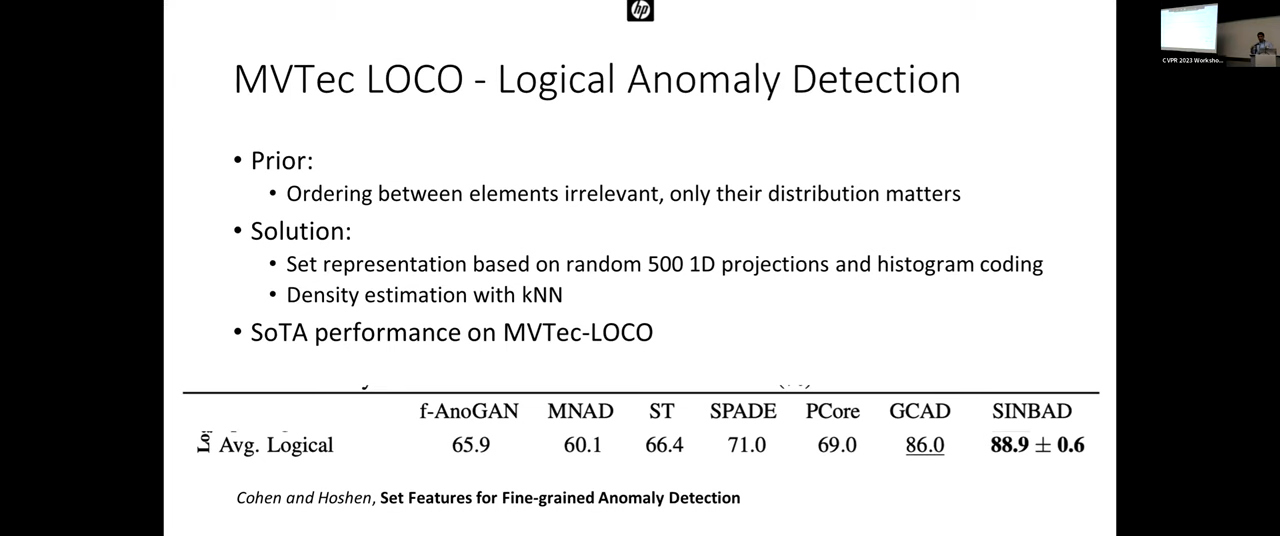 hp
MVTec LOCO - Logical Anomaly Detection
CVPR 2023 Worksho...
• Prior:
• Ordering between elements irrelevant, only their distribution matters
• Solution:
• Set representation based on random 500 1D projections and histogram coding
• Density estimation with kNN
• SoTA performance on MVTec-LOCO
f-AnoGAN MNAD ST SPADE PCore GCAD SINBAD
Avg. Logical 65.9 60.1 66.4 71.0 69.0 86.0 88.9 ± 0.6
Cohen and Hoshen, Set Features for Fine-grained Anomaly Detection